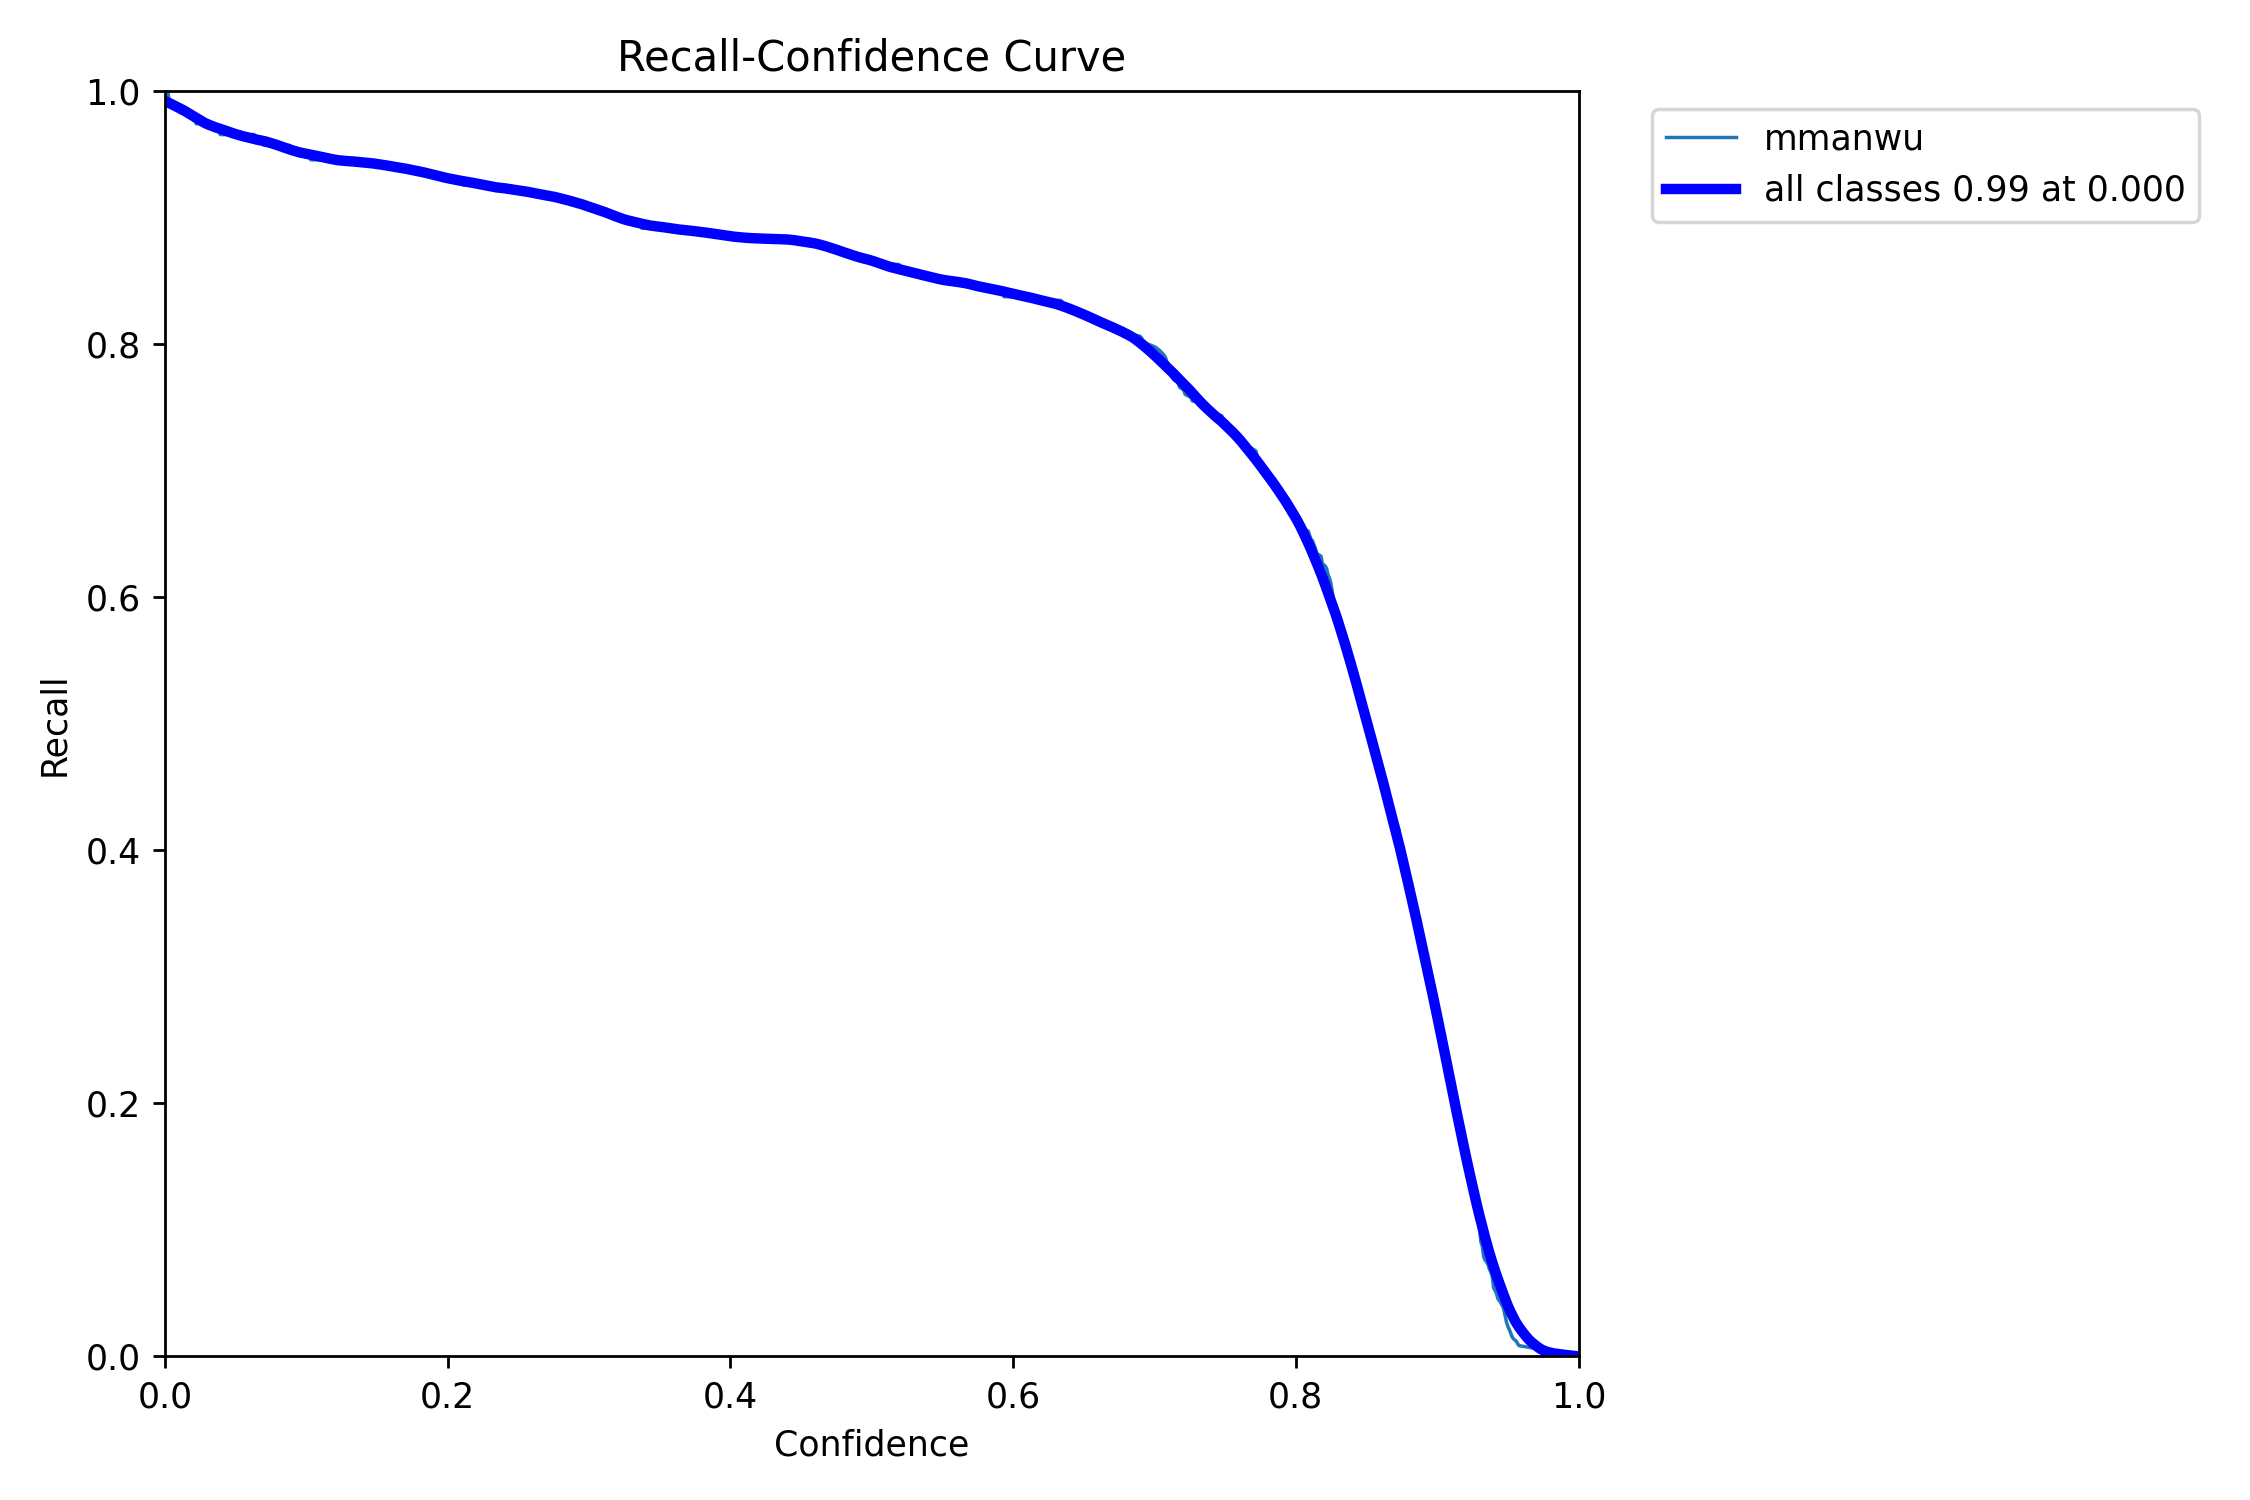 Recall-Confidence Curve
1.0
0.8
0.6
0.4
0.2
0.0
Recall
0.0 0.2 0.4 0.6 0.8 1.0
Confidence
mmanwu
all classes 0.99 at 0.000